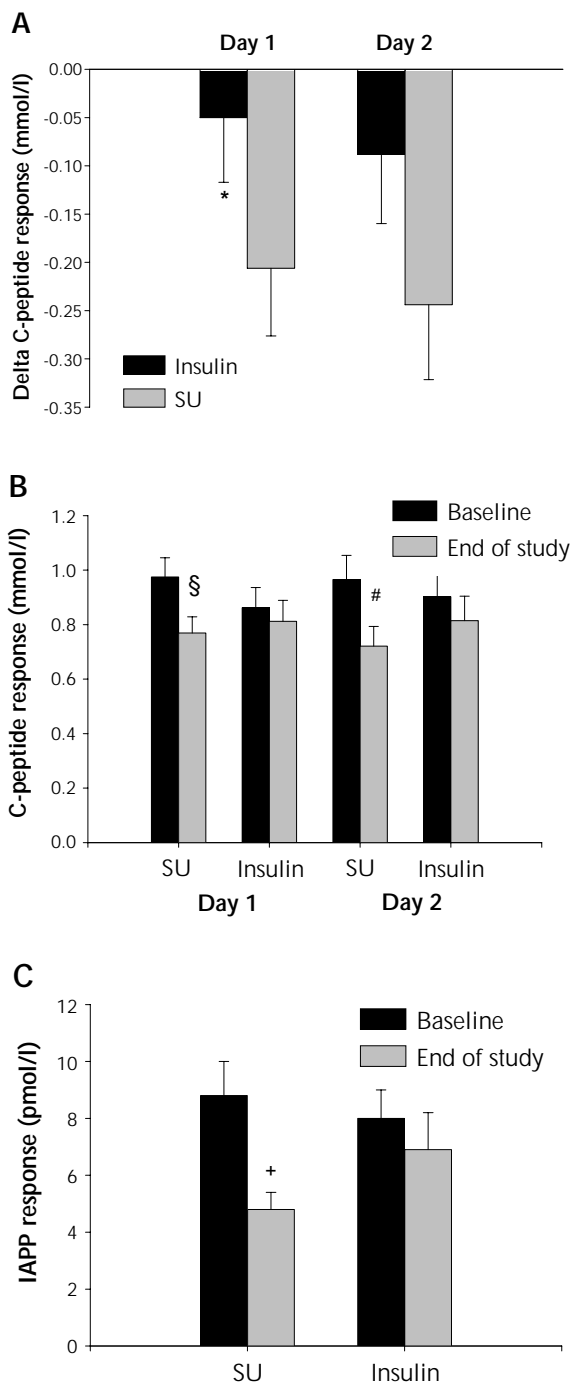 A
Day 1 Day 2
Delta C-peptide response (mmol/l)
0.00
-0.05
-0.10
-0.15
-0.20
-0.25
-0.30
-0.35
*
Insulin
SU
B
C-peptide response (mmol/l)
1.2
1.0
0.8
0.6
0.4
0.2
0.0
Baseline
End of study
§ #
SU Insulin SU Insulin
Day 1 Day 2
C
IAPP response (pmol/l)
12
10
8
6
4
2
0
Baseline
End of study
+
SU Insulin